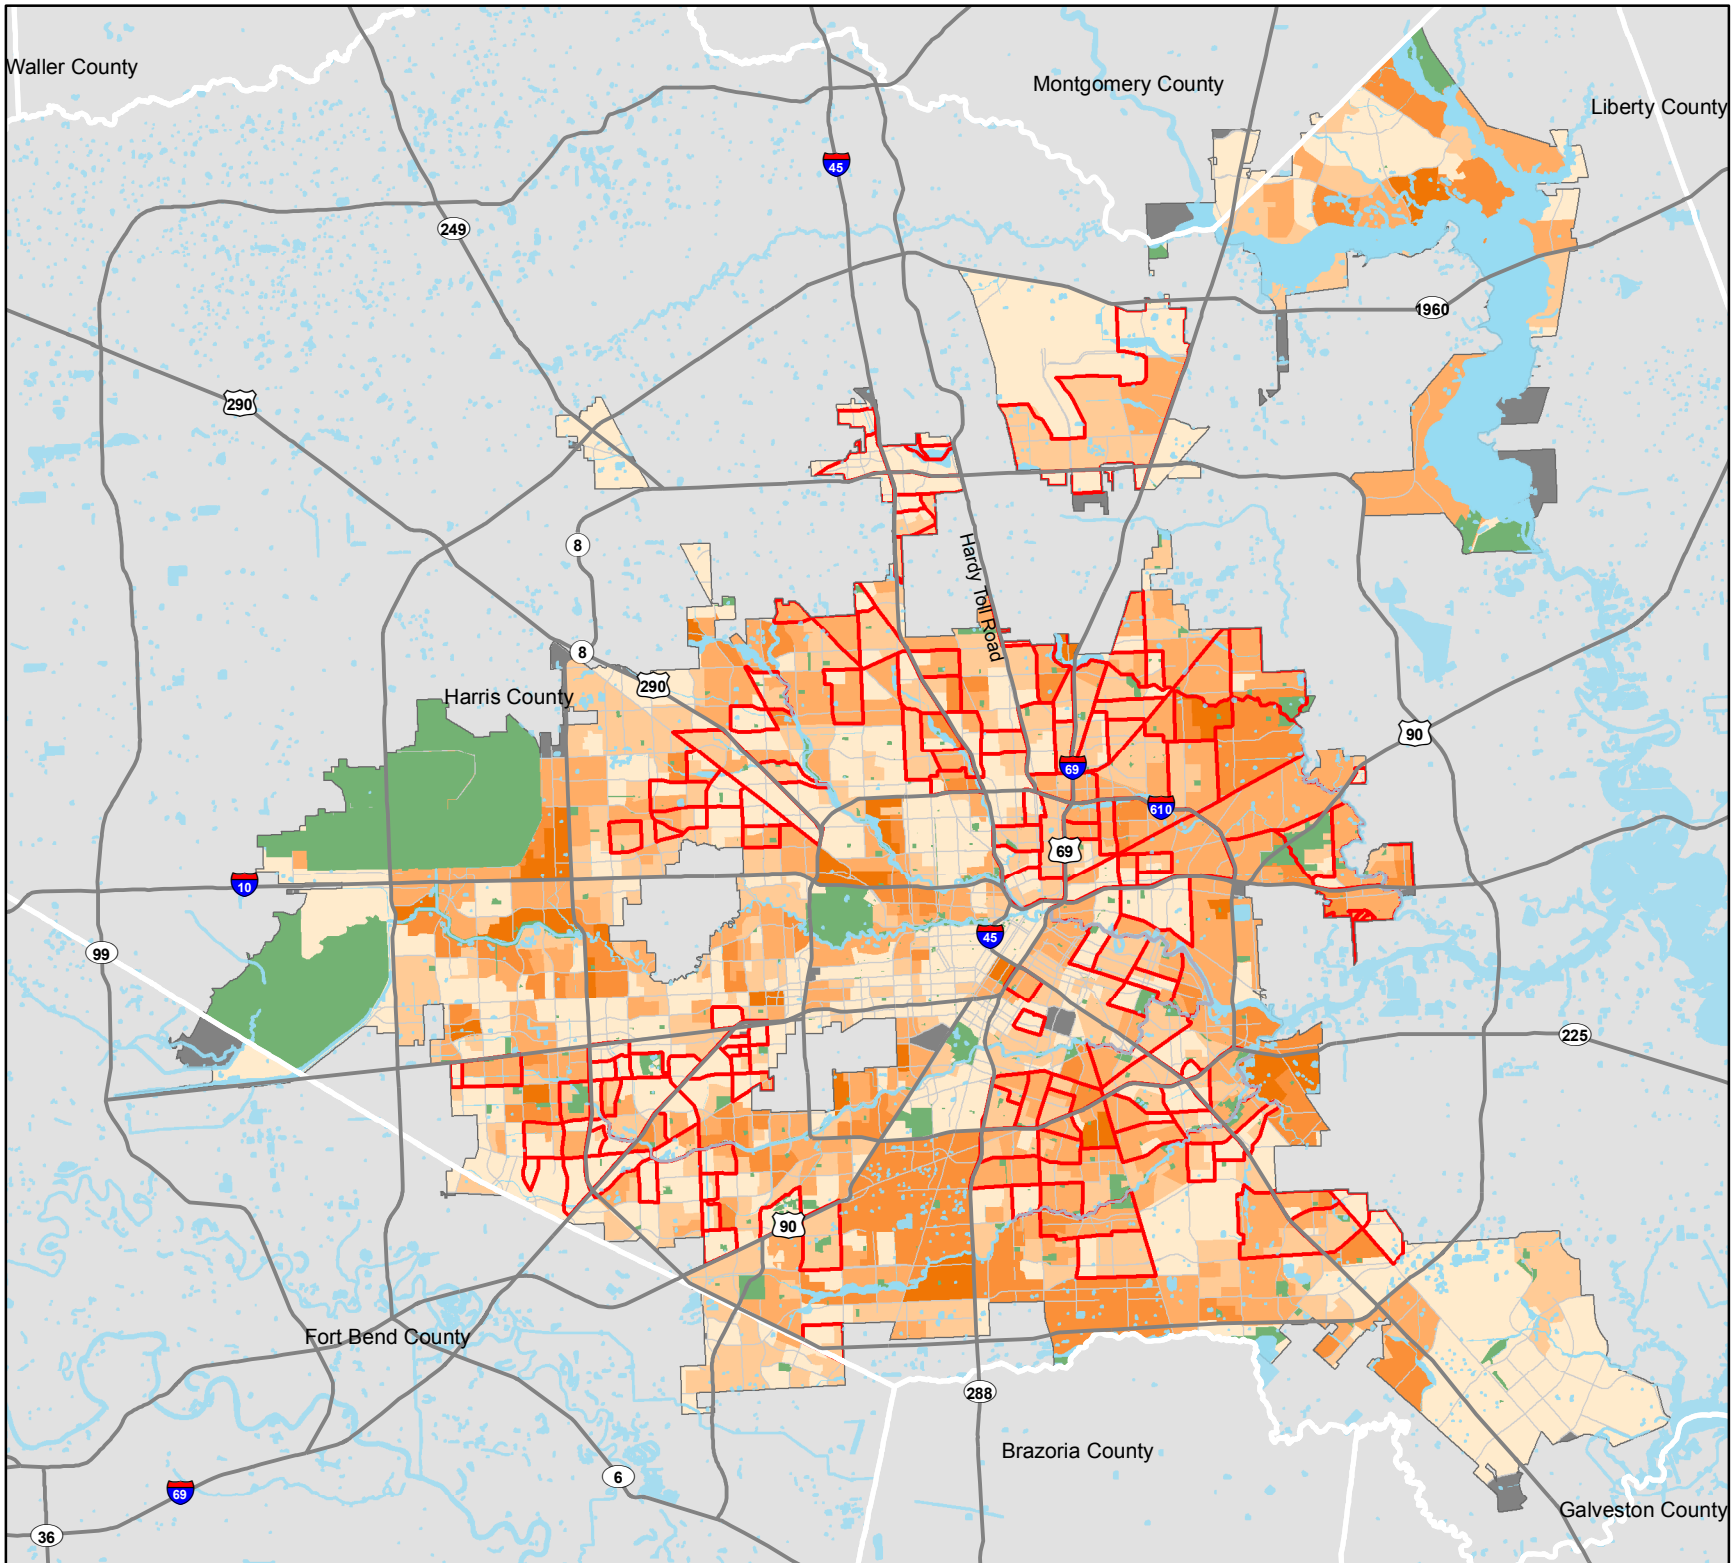 Waller County
Montgomery County
Liberty County
45
249
1960
290
8
Hardy Toll Road
8
290
Harris County
90
69
610
69
10
45
99
225
90
Fort Bend County
288
Brazoria County
6
69
Galveston County
36